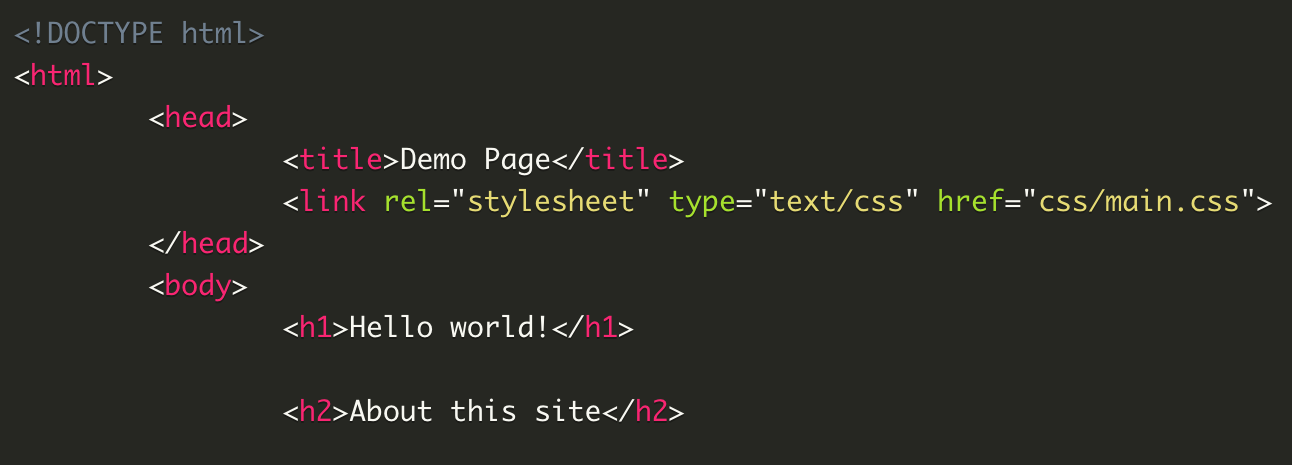 <!DOCTYPE html>
<html>
        <head>
                <title>Demo Page</title>
                <link rel="stylesheet" type="text/css" href="css/main.css">
        </head>
        <body>
                <h1>Hello world!</h1>

                <h2>About this site</h2>